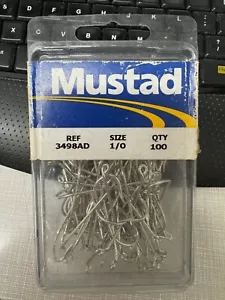 Mustad
REF SIZE QTY
3498AD 1/0 100